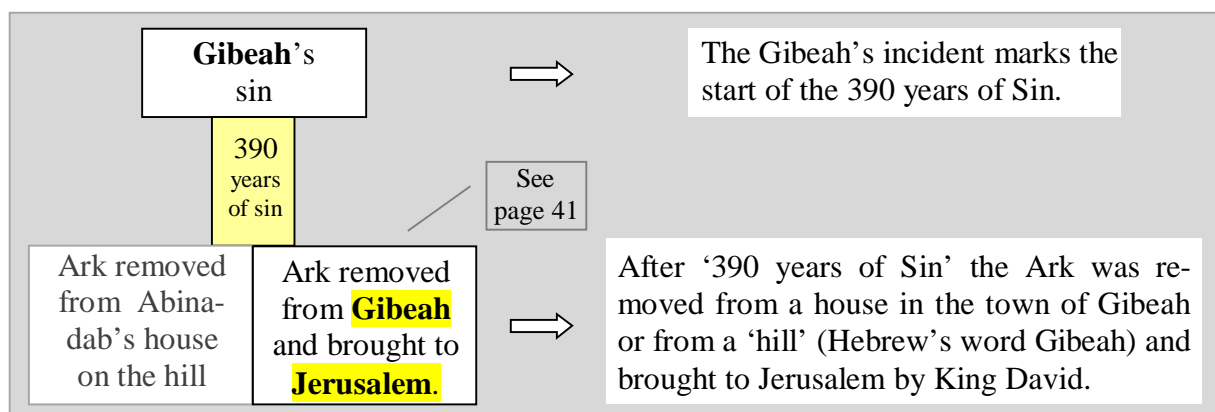 Gibeah's
sin
The Gibeah's incident marks the
start of the 390 years of Sin.
390
years
of sin
See
page 41
Ark removed
from Abina-
dab's house
on the hill
Ark removed
from Gibeah
and brought to
Jerusalem.
After ‘390 years of Sin’ the Ark was re-
moved from a house in the town of Gibeah
or from a ‘hill’ (Hebrew’s word Gibeah) and
brought to Jerusalem by King David.